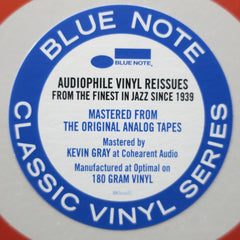 BLUE NOTE
BLUE NOTE
AUDIOPHILE VINYL REISSUES
FROM THE FINEST IN JAZZ SINCE 1939
MASTERED FROM
THE ORIGINAL ANALOG TAPES
Mastered by
KEVIN GRAY at Cohearent Audio
Manufactured at Optimal on
180 GRAM VINYL
CLASSIC VINYL SERIES